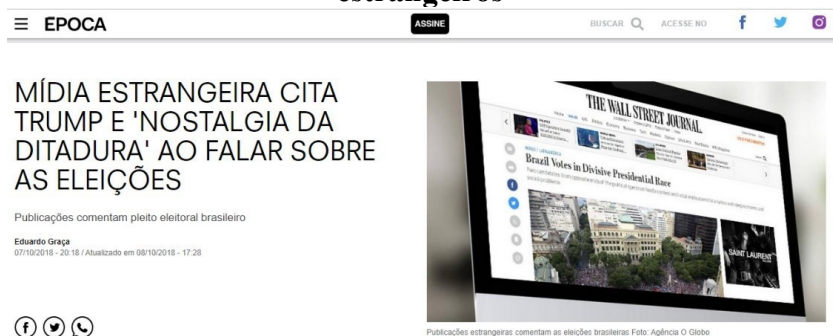 estrangeiros
ÉPOCA
ASSINE
BUSCAR
ACESSE NO
MÍDIA ESTRANGEIRA CITA
TRUMP E 'NOSTALGIA DA
DITADURA' AO FALAR SOBRE
AS ELEIÇÕES
Publicações comentam pleito eleitoral brasileiro
Eduardo Graça
07/10/2018 - 20:18 / Atualizado em 08/10/2018 - 17:28
THE WALL STREET JOURNAL.
Brazil Votes in Divisive Presidential Race
SAINT LAURENT
Publicações estrangeiras comentam as eleições brasileiras Foto: Agência O Globo